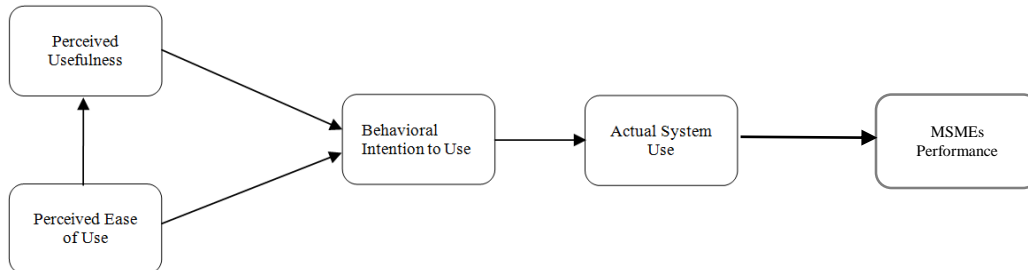 Perceived
Usefulness
Perceived Ease
of Use
Behavioral
Intention to Use
Actual System
Use
MSMEs
Performance